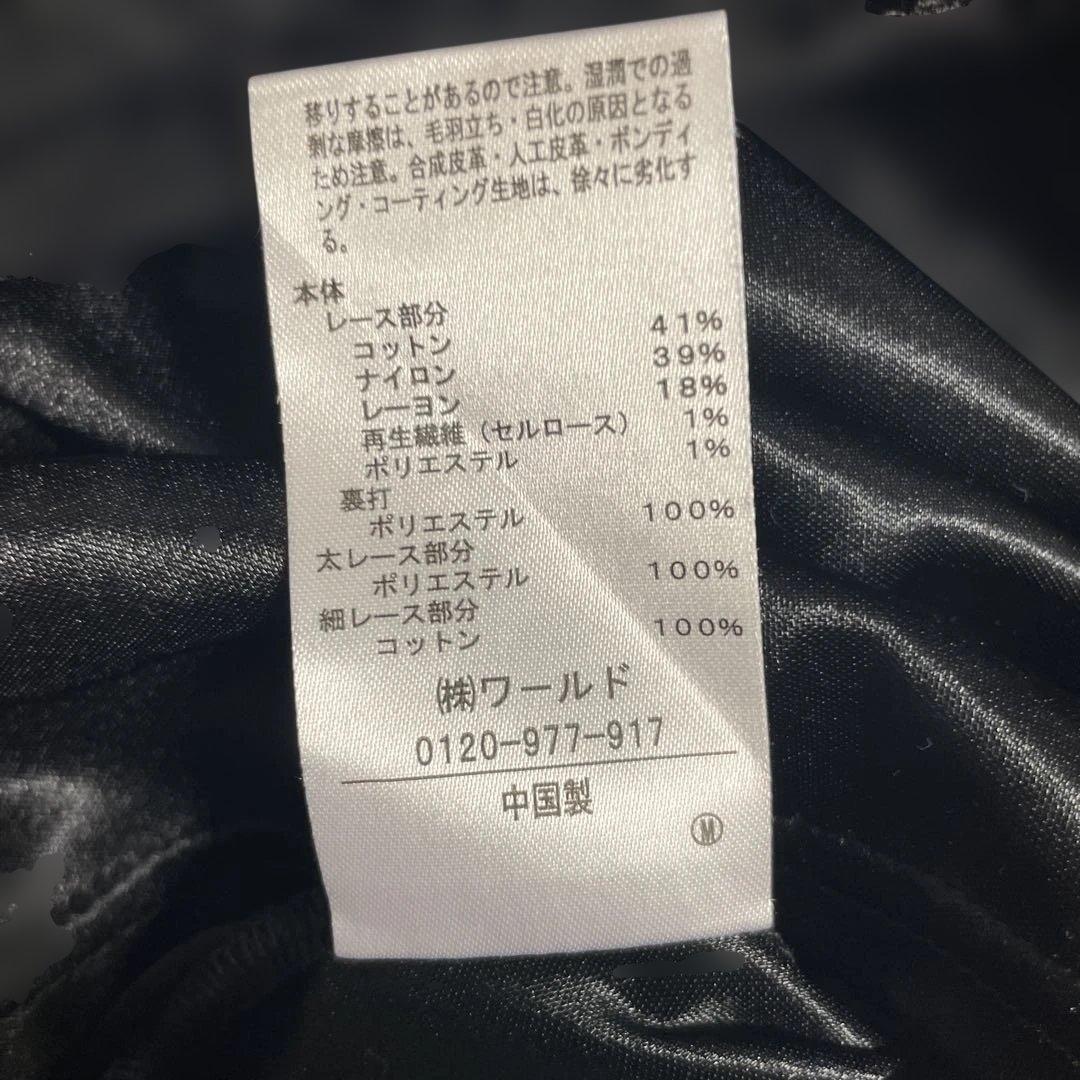 移りすることがあるので注意。湿潤での過
剰な摩擦は、毛羽立ち・白化の原因となる
ため注意。合成皮革・人工皮革・ボンディ
ング・コーティング生地は、徐々に劣化す
る。
本体
レース部分
コットン 41%
ナイロン 39%
レーヨン 18%
再生繊維（セルロース） 1%
ポリエステル 1%
裏打
ポリエステル 100%
太レース部分
ポリエステル 100%
細レース部分
コットン 100%
㈱ワールド
0120-977-917
中国製
Ⓜ